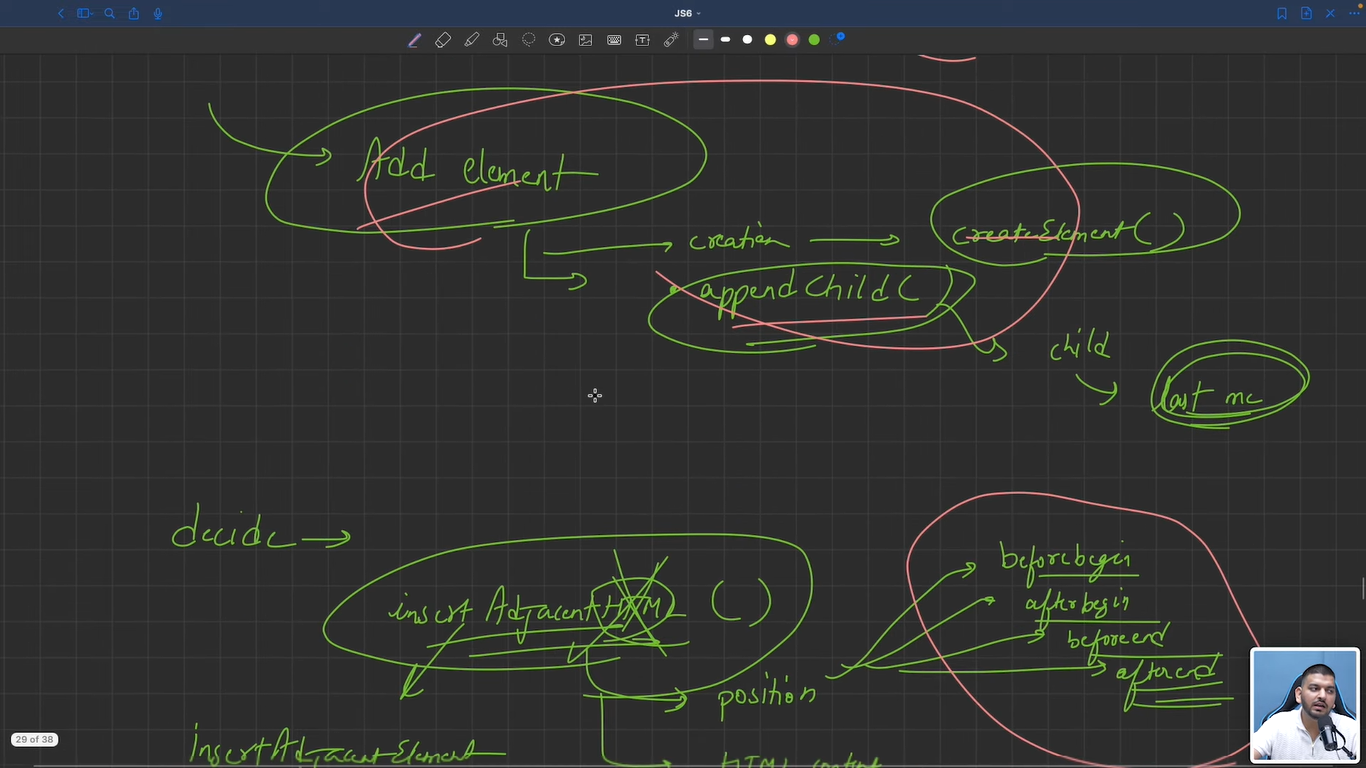 JS6
Add element
creation → createElement( )
• appendChild( )
child
last me
decide →
insertAdjacentHTML ( )
beforebegin
afterbegin
beforeend
afterend
position
insertAdjacentElement
HTML content
29 of 38